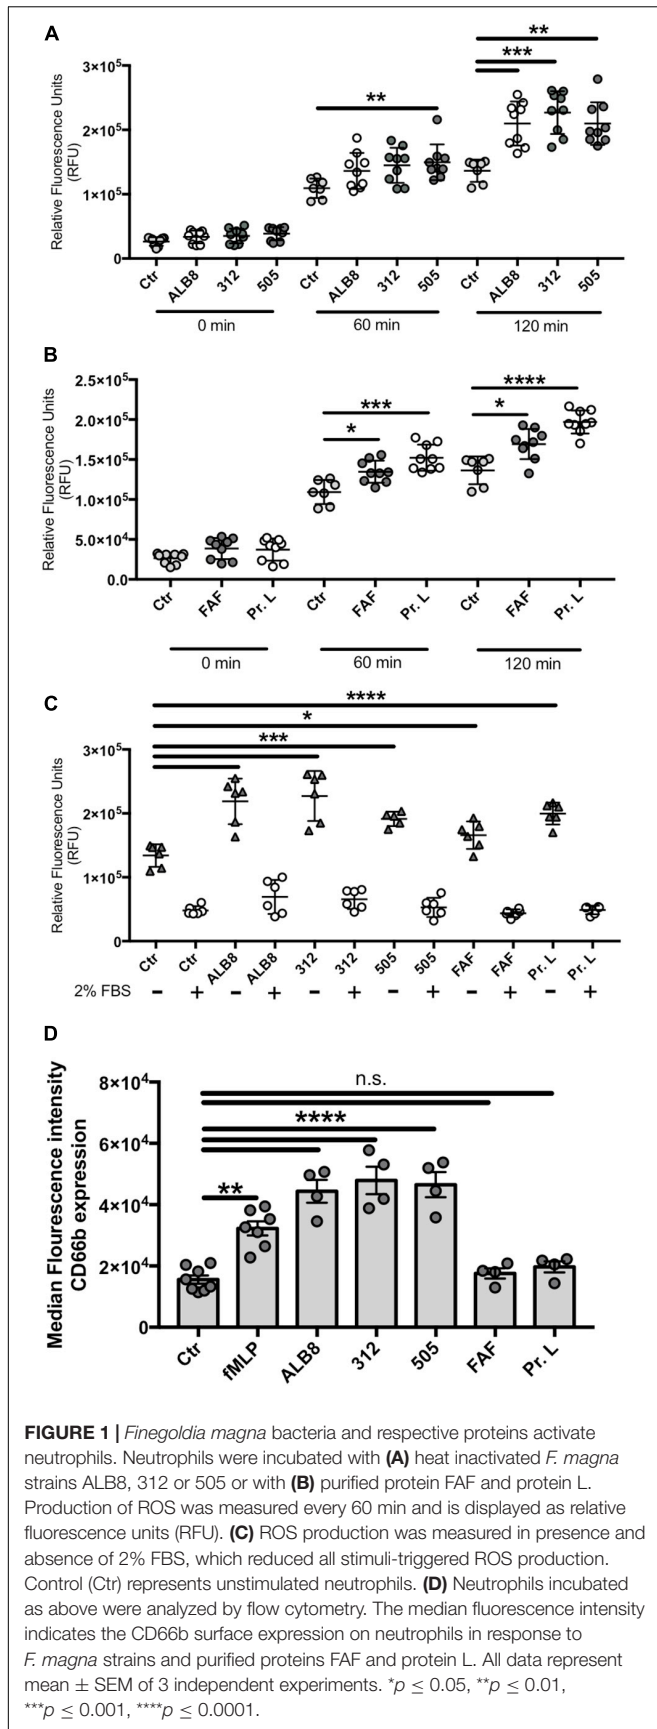 A
Relative Fluorescence Units
(RFU)
3×10⁵
2×10⁵
1×10⁵
0
**
**
***
Ctr ALB8 312 505 Ctr ALB8 312 505 Ctr ALB8 312 505
0 min 60 min 120 min
B
Relative Fluorescence Units
(RFU)
2.5×10⁵
2.0×10⁵
1.5×10⁵
1.0×10⁵
5.0×10⁴
0.0
***
*
****
*
Ctr FAF Pr. L Ctr FAF Pr. L Ctr FAF Pr. L
0 min 60 min 120 min
C
Relative Fluorescence Units
(RFU)
3×10⁵
2×10⁵
1×10⁵
0
****
*
***
Ctr Ctr ALB8 ALB8 312 312 505 505 FAF FAF Pr. L Pr. L
2% FBS − + − + − + − + − + − +
D
Median Flourescence intensity
CD66b expression
8×10⁴
6×10⁴
4×10⁴
2×10⁴
0
n.s.
****
**
Ctr fMLP ALB8 312 505 FAF Pr. L
FIGURE 1 | Finegoldia magna bacteria and respective proteins activate
neutrophils. Neutrophils were incubated with (A) heat inactivated F. magna
strains ALB8, 312 or 505 or with (B) purified protein FAF and protein L.
Production of ROS was measured every 60 min and is displayed as relative
fluorescence units (RFU). (C) ROS production was measured in presence and
absence of 2% FBS, which reduced all stimuli-triggered ROS production.
Control (Ctr) represents unstimulated neutrophils. (D) Neutrophils incubated
as above were analyzed by flow cytometry. The median fluorescence intensity
indicates the CD66b surface expression on neutrophils in response to
F. magna strains and purified proteins FAF and protein L. All data represent
mean ± SEM of 3 independent experiments. *p ≤ 0.05, **p ≤ 0.01,
***p ≤ 0.001, ****p ≤ 0.0001.